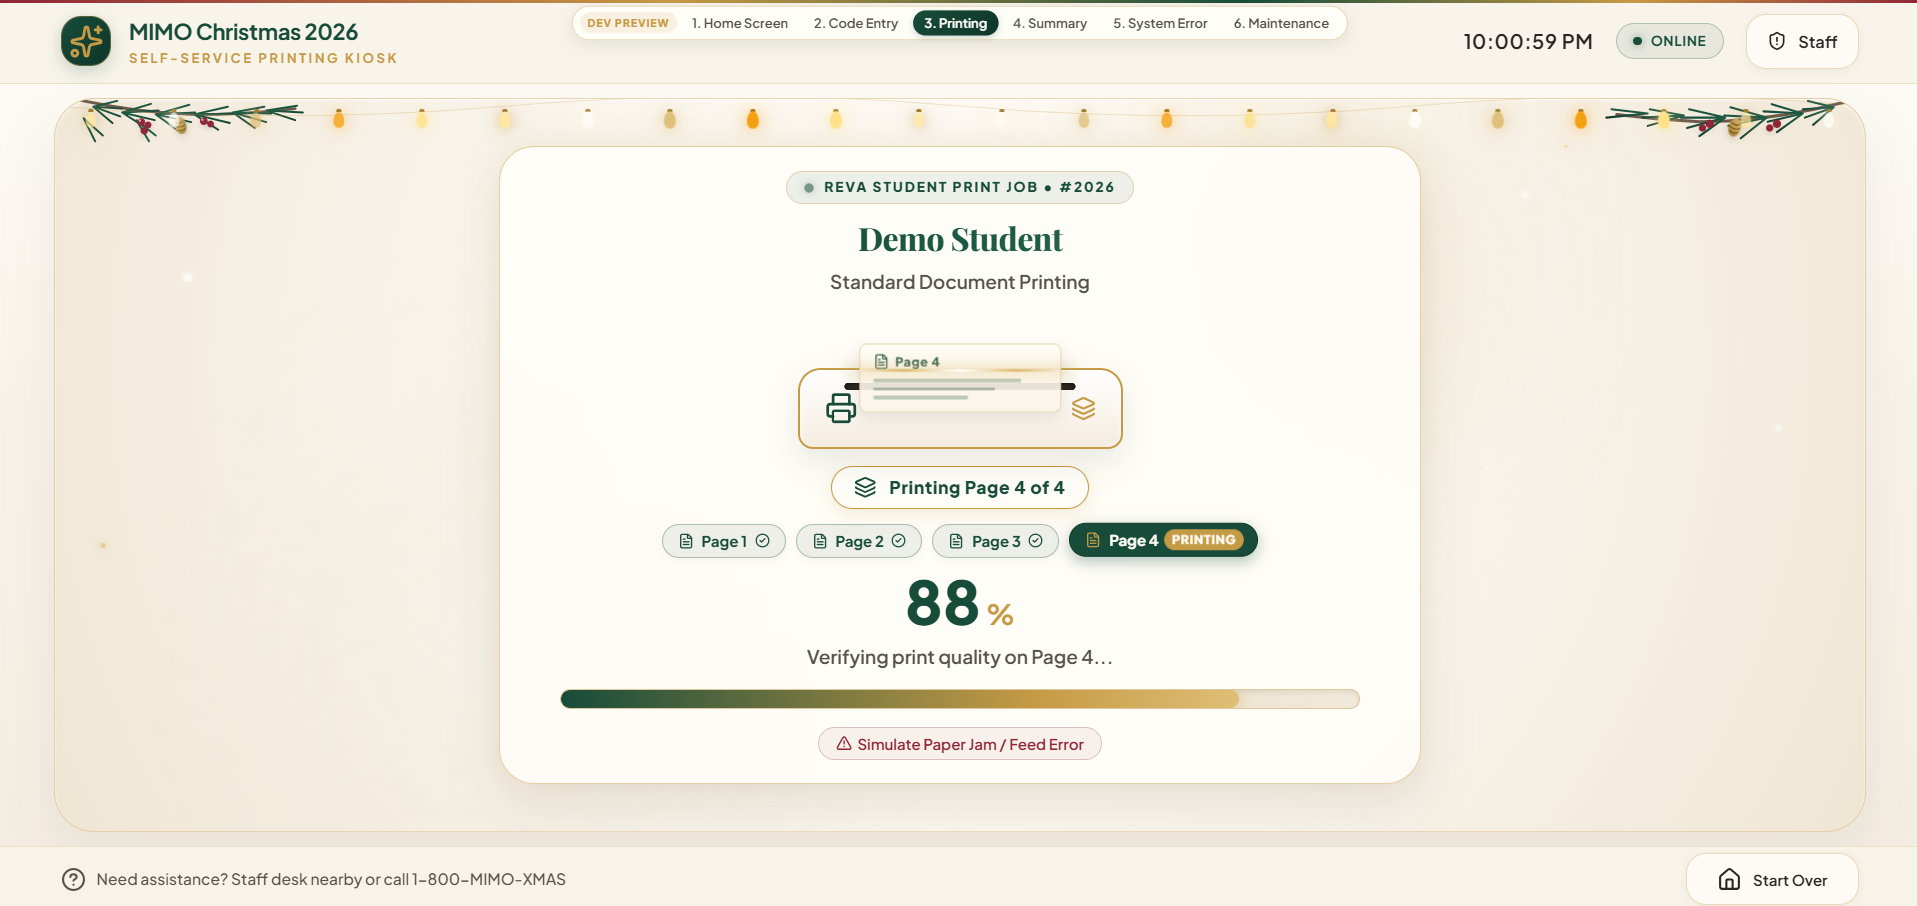 MIMO Christmas 2026
SELF-SERVICE PRINTING KIOSK
DEV PREVIEW 1. Home Screen 2. Code Entry 3. Printing 4. Summary 5. System Error 6. Maintenance
10:00:59 PM ONLINE Staff
REVA STUDENT PRINT JOB • #2026
Demo Student
Standard Document Printing
Page 4
Printing Page 4 of 4
Page 1 Page 2 Page 3 Page 4 PRINTING
88 %
Verifying print quality on Page 4...
Simulate Paper Jam / Feed Error
Need assistance? Staff desk nearby or call 1-800-MIMO-XMAS
Start Over